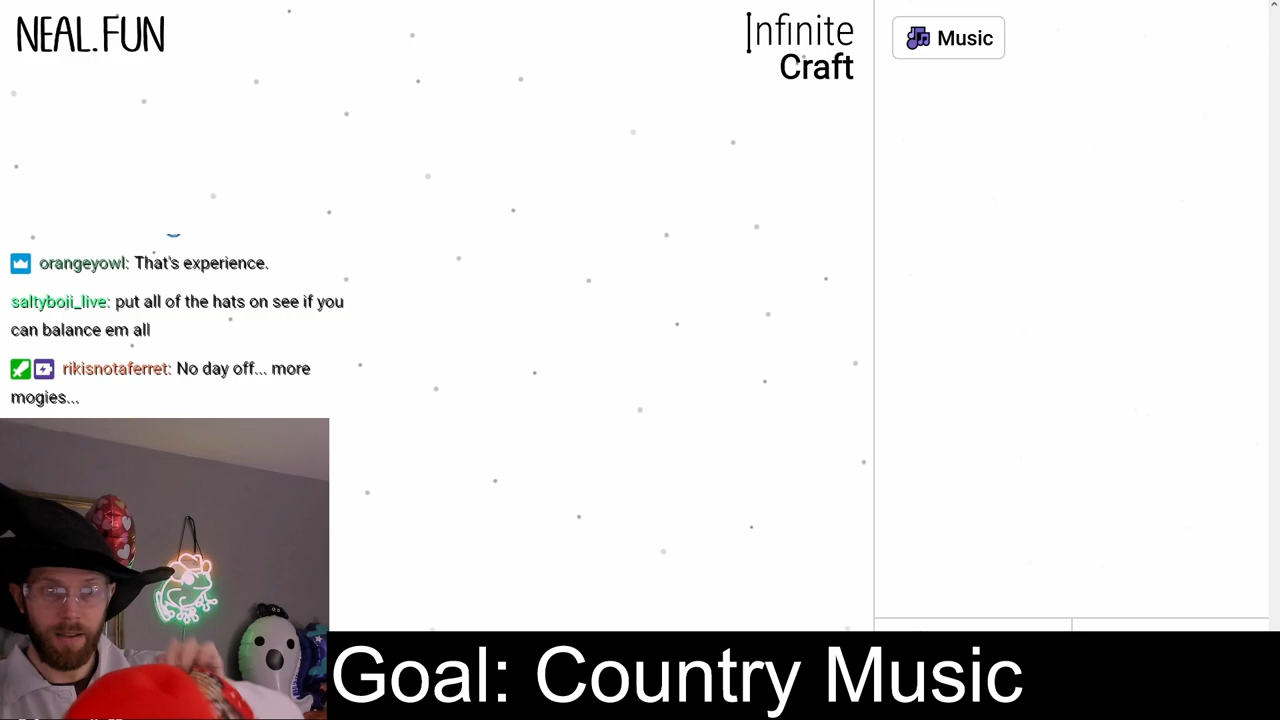 NEAL.FUN
Infinite
Craft
Music
orangeyowl: That's experience.
saltyboii_live: put all of the hats on see if you
can balance em all
rikisnotaferret: No day off... more
mogies...
Goal: Country Music